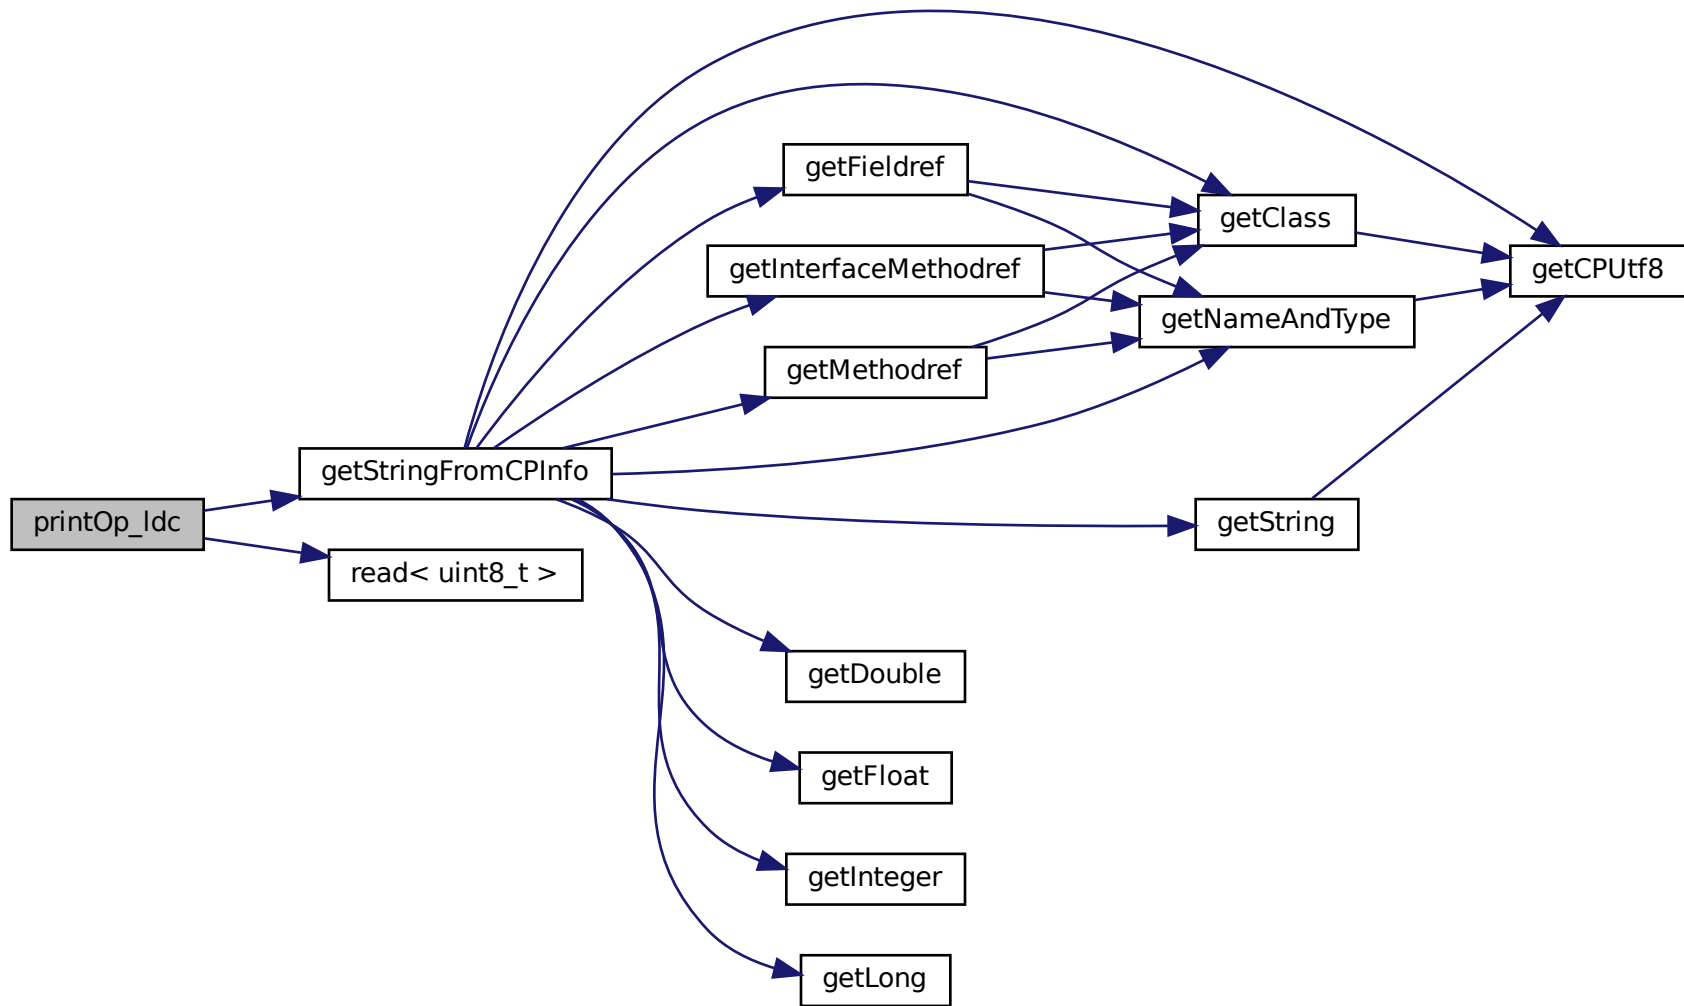 printOp_ldc
getStringFromCPInfo
read< uint8_t >
getFieldref
getInterfaceMethodref
getMethodref
getDouble
getFloat
getInteger
getLong
getClass
getNameAndType
getString
getCPUtf8